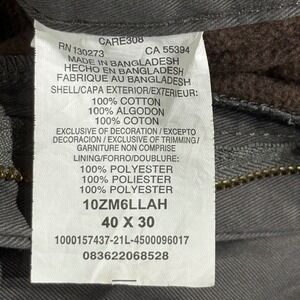 CARE308
RN 130273 CA 55394
MADE IN BANGLADESH
HECHO EN BANGLADESH
FABRIQUE AU BANGLADESH
SHELL/CAPA EXTERIOR/EXTERIEUR:
100% COTTON
100% ALGODON
100% COTON
EXCLUSIVE OF DECORATION / EXCEPTO
DECORACION / EXCLUSIVE OF TRIMMING/
GARNITURE NON COMPRISE
LINING/FORRO/DOUBLURE:
100% POLYESTER
100% POLIESTER
100% POLYESTER
10ZM6LLAH
40 X 30
1000157437-21L-4500096017
083622068528